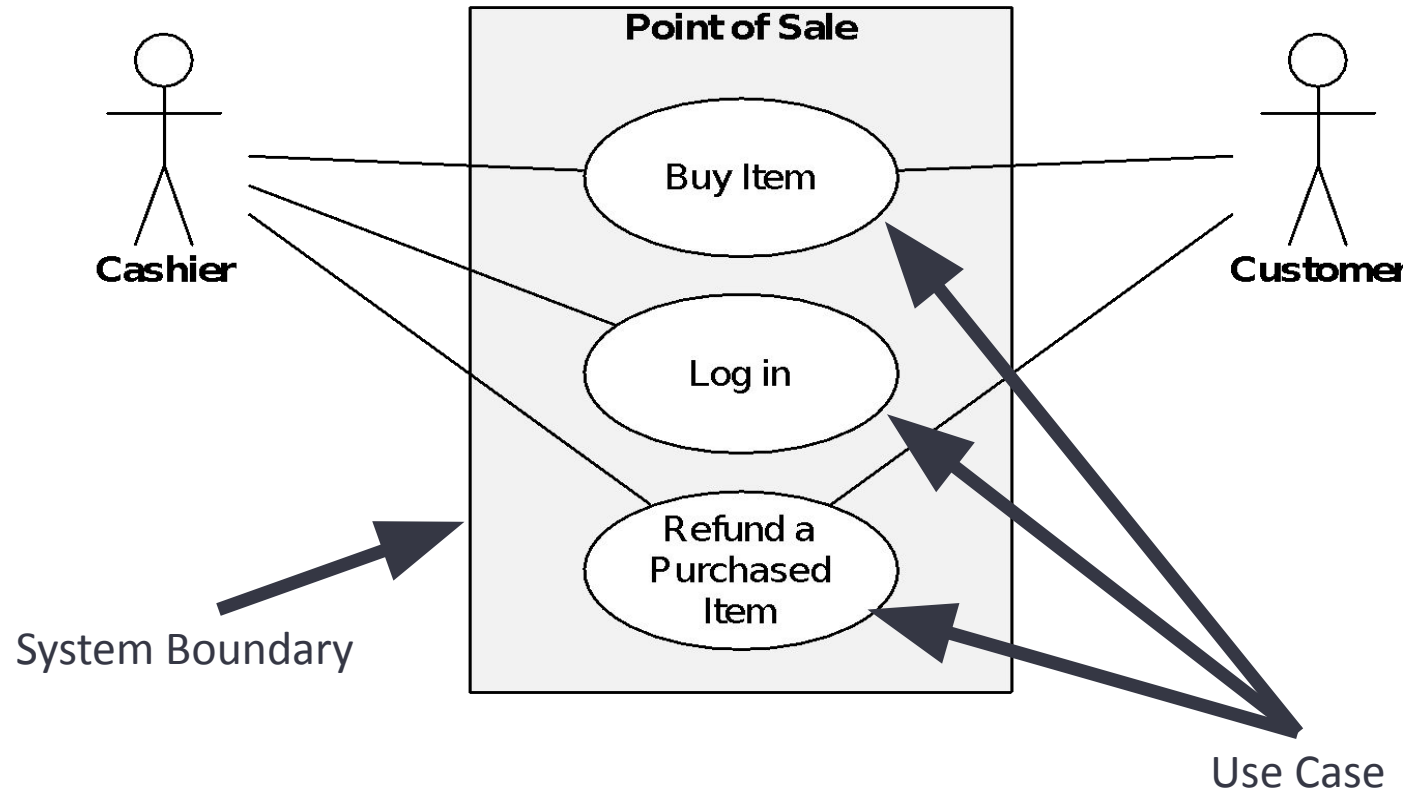 Point of Sale
Buy Item
Cashier
Customer
Log in
Refund a
Purchased
Item
System Boundary
Use Case